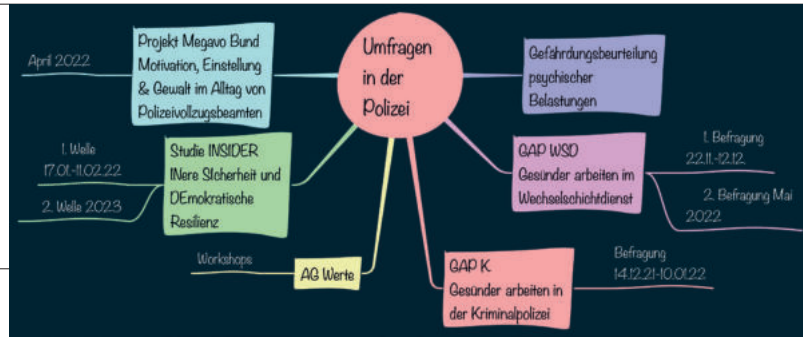 Umfragen
in der
Polizei
Projekt Megavo Bund
Motivation, Einstellung
& Gewalt im Alltag von
Polizeivollzugsbeamten
April 2022
Studie INSIDER
INere SIcherheit und
DEmokratische
Resilienz
1. Welle
17.01.-11.02.22
2. Welle 2023
AG Werte
Workshops
Gefährdungsbeurteilung
psychischer
Belastungen
GAP WSD
Gesünder arbeiten im
Wechselschichtdienst
1. Befragung
22.11.-12.12.
2. Befragung Mai
2022
GAP K
Gesünder arbeiten in
der Kriminalpolizei
Befragung
14.12.21-10.01.22